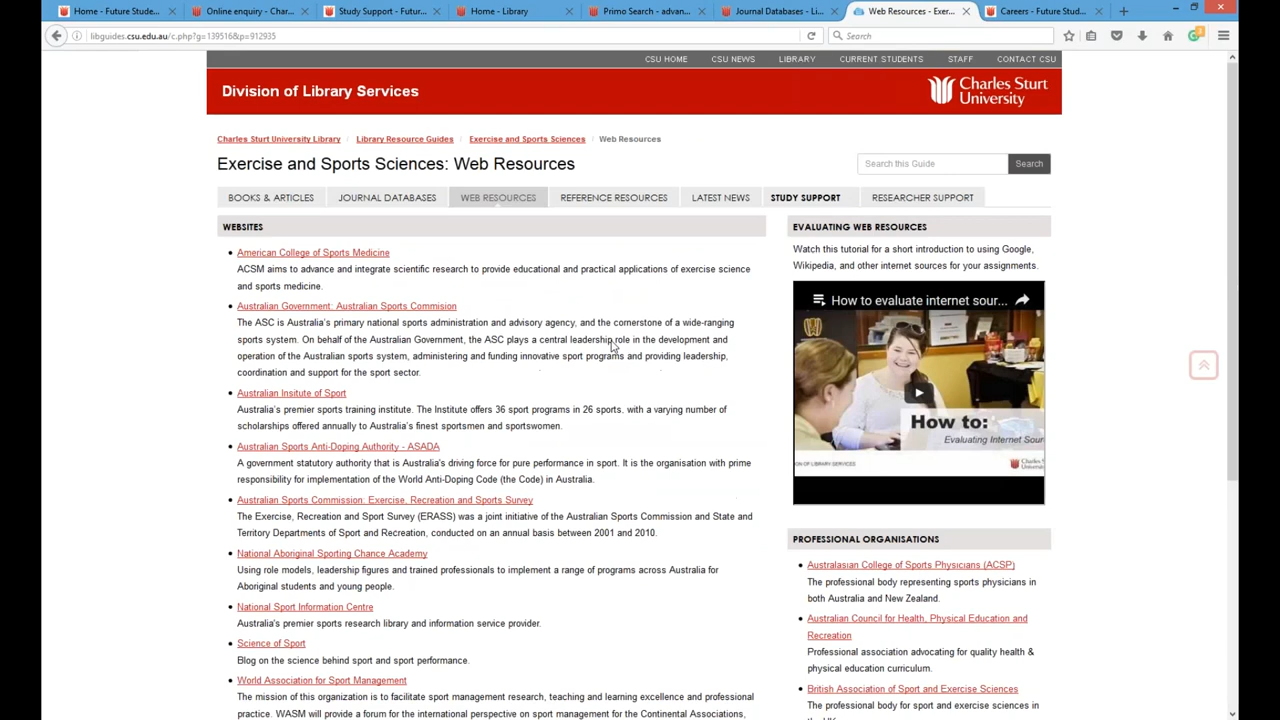 Home - Future Stude...
Online enquiry - Char...
Study Support - Futur...
Home - Library
Primo Search - advan...
Journal Databases - Li...
Web Resources - Exer...
Careers - Future Stud...
libguides.csu.edu.au/c.php?g=139516&p=912935
Search
CSU HOME CSU NEWS LIBRARY CURRENT STUDENTS STAFF CONTACT CSU
Division of Library Services
Charles Sturt
University
Charles Sturt University Library / Library Resource Guides / Exercise and Sports Sciences / Web Resources
Exercise and Sports Sciences: Web Resources
Search this Guide
Search
BOOKS & ARTICLES JOURNAL DATABASES WEB RESOURCES REFERENCE RESOURCES LATEST NEWS STUDY SUPPORT RESEARCHER SUPPORT
WEBSITES
American College of Sports Medicine
ACSM aims to advance and integrate scientific research to provide educational and practical applications of exercise science
and sports medicine.
Australian Government: Australian Sports Commision
The ASC is Australia's primary national sports administration and advisory agency, and the cornerstone of a wide-ranging
sports system. On behalf of the Australian Government, the ASC plays a central leadership role in the development and
operation of the Australian sports system, administering and funding innovative sport programs and providing leadership,
coordination and support for the sport sector.
Australian Insitute of Sport
Australia's premier sports training institute. The Institute offers 36 sport programs in 26 sports, with a varying number of
scholarships offered annually to Australia's finest sportsmen and sportswomen.
Australian Sports Anti-Doping Authority - ASADA
A government statutory authority that is Australia's driving force for pure performance in sport. It is the organisation with prime
responsibility for implementation of the World Anti-Doping Code (the Code) in Australia.
Australian Sports Commission: Exercise, Recreation and Sports Survey
The Exercise, Recreation and Sport Survey (ERASS) was a joint initiative of the Australian Sports Commission and State and
Territory Departments of Sport and Recreation, conducted on an annual basis between 2001 and 2010.
National Aboriginal Sporting Chance Academy
Using role models, leadership figures and trained professionals to implement a range of programs across Australia for
Aboriginal students and young people.
National Sport Information Centre
Australia's premier sports research library and information service provider.
Science of Sport
Blog on the science behind sport and sport performance.
World Association for Sport Management
The mission of this organization is to facilitate sport management research, teaching and learning excellence and professional
practice. WASM will provide a forum for the international perspective on sport management for the Continental Associations,
EVALUATING WEB RESOURCES
Watch this tutorial for a short introduction to using Google,
Wikipedia, and other internet sources for your assignments.
How to evaluate internet sour...
How to:
Evaluating Internet Sour
ON OF LIBRARY SERVICES
Charles S
University
PROFESSIONAL ORGANISATIONS
Australasian College of Sports Physicians (ACSP)
The professional body representing sports physicians in
both Australia and New Zealand.
Australian Council for Health, Physical Education and
Recreation
Professional association advocating for quality health &
physical education curriculum.
British Association of Sport and Exercise Sciences
The professional body for sport and exercise sciences in